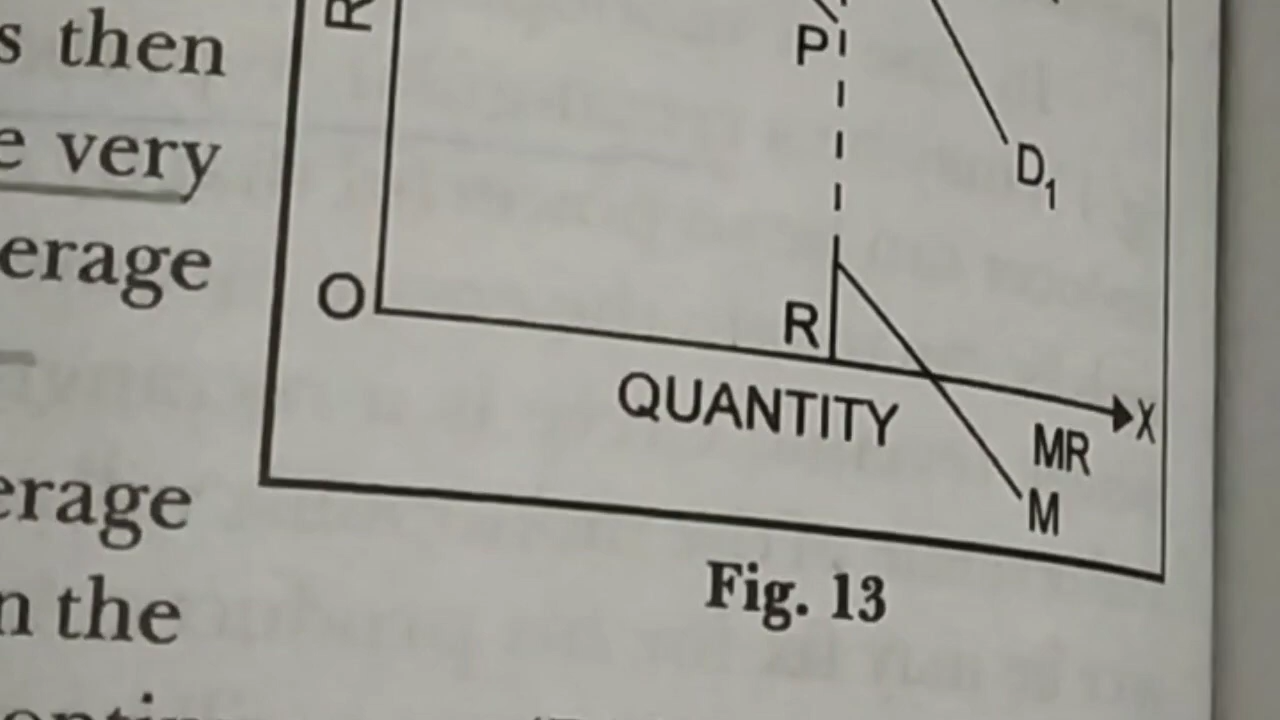 s then
e very
erage
erage
n the
R
P
D₁
O
R
QUANTITY
X
MR
M
Fig. 13